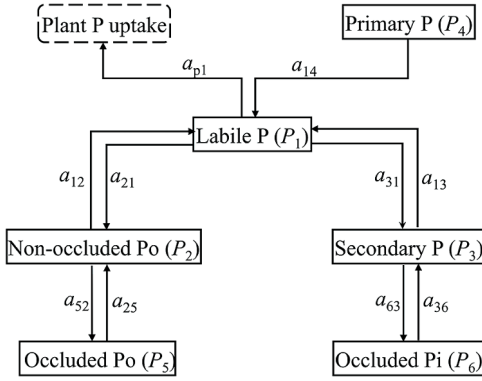 Plant P uptake
Primary P (P₄)
aₚ₁
a₁₄
Labile P (P₁)
a₁₂
a₂₁
a₃₁
a₁₃
Non-occluded Po (P₂)
Secondary P (P₃)
a₅₂
a₂₅
a₆₃
a₃₆
Occluded Po (P₅)
Occluded Pi (P₆)